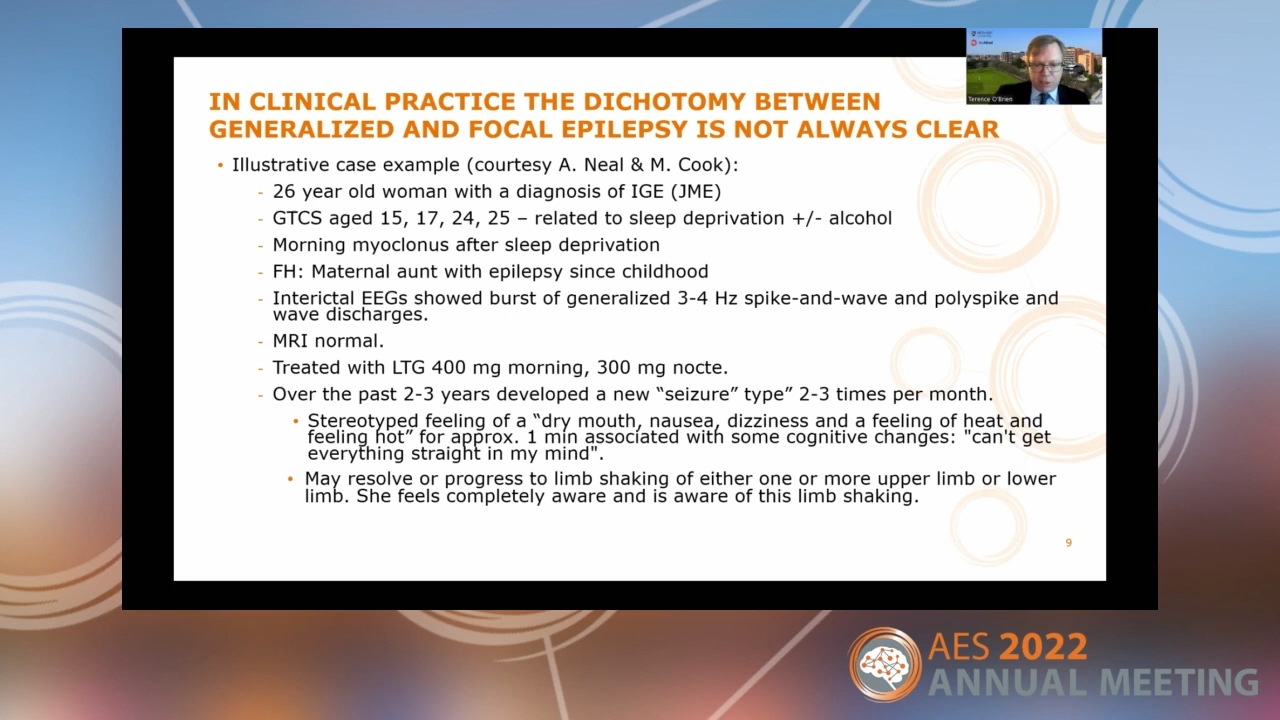 Terence O'Brien
IN CLINICAL PRACTICE THE DICHOTOMY BETWEEN
GENERALIZED AND FOCAL EPILEPSY IS NOT ALWAYS CLEAR
• Illustrative case example (courtesy A. Neal & M. Cook):
- 26 year old woman with a diagnosis of IGE (JME)
- GTCS aged 15, 17, 24, 25 – related to sleep deprivation +/- alcohol
- Morning myoclonus after sleep deprivation
- FH: Maternal aunt with epilepsy since childhood
- Interictal EEGs showed burst of generalized 3-4 Hz spike-and-wave and polyspike and
wave discharges.
- MRI normal.
- Treated with LTG 400 mg morning, 300 mg nocte.
- Over the past 2-3 years developed a new “seizure” type” 2-3 times per month.
• Stereotyped feeling of a “dry mouth, nausea, dizziness and a feeling of heat and
feeling hot” for approx. 1 min associated with some cognitive changes: "can't get
everything straight in my mind".
• May resolve or progress to limb shaking of either one or more upper limb or lower
limb. She feels completely aware and is aware of this limb shaking.
9
AES 2022
ANNUAL MEETING